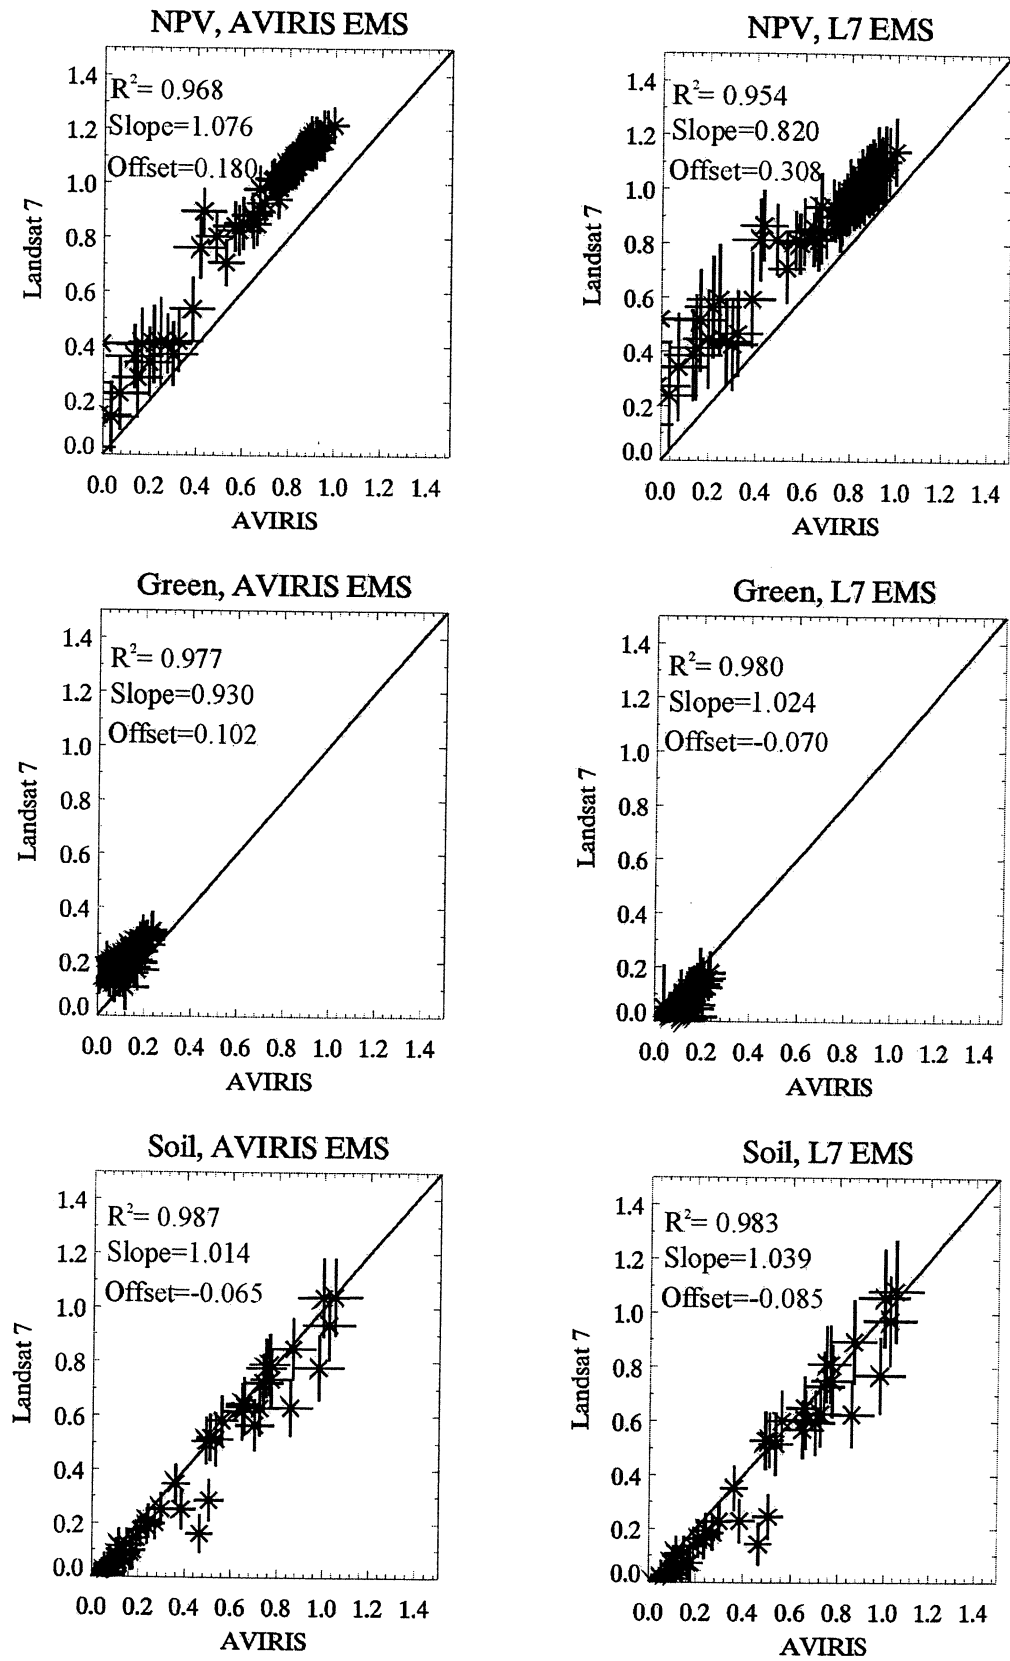 NPV, AVIRIS EMS
1.4
R²= 0.968
Slope=1.076
1.2
Offset=0.180
1.0
0.8
0.6
0.4
0.2
0.0
Landsat 7
0.0 0.2 0.4 0.6 0.8 1.0 1.2 1.4
AVIRIS
NPV, L7 EMS
1.4
R²= 0.954
Slope=0.820
1.2
Offset=0.308
1.0
0.8
0.6
0.4
0.2
0.0
Landsat 7
0.0 0.2 0.4 0.6 0.8 1.0 1.2 1.4
AVIRIS
Green, AVIRIS EMS
1.4
R²= 0.977
Slope=0.930
1.2
Offset=0.102
1.0
0.8
0.6
0.4
0.2
0.0
Landsat 7
0.0 0.2 0.4 0.6 0.8 1.0 1.2 1.4
AVIRIS
Green, L7 EMS
1.4
R²= 0.980
Slope=1.024
1.2
Offset=-0.070
1.0
0.8
0.6
0.4
0.2
0.0
Landsat 7
0.0 0.2 0.4 0.6 0.8 1.0 1.2 1.4
AVIRIS
Soil, AVIRIS EMS
1.4
R²= 0.987
Slope=1.014
1.2
Offset=-0.065
1.0
0.8
0.6
0.4
0.2
0.0
Landsat 7
0.0 0.2 0.4 0.6 0.8 1.0 1.2 1.4
AVIRIS
Soil, L7 EMS
1.4
R²= 0.983
Slope=1.039
1.2
Offset=-0.085
1.0
0.8
0.6
0.4
0.2
0.0
Landsat 7
0.0 0.2 0.4 0.6 0.8 1.0 1.2 1.4
AVIRIS